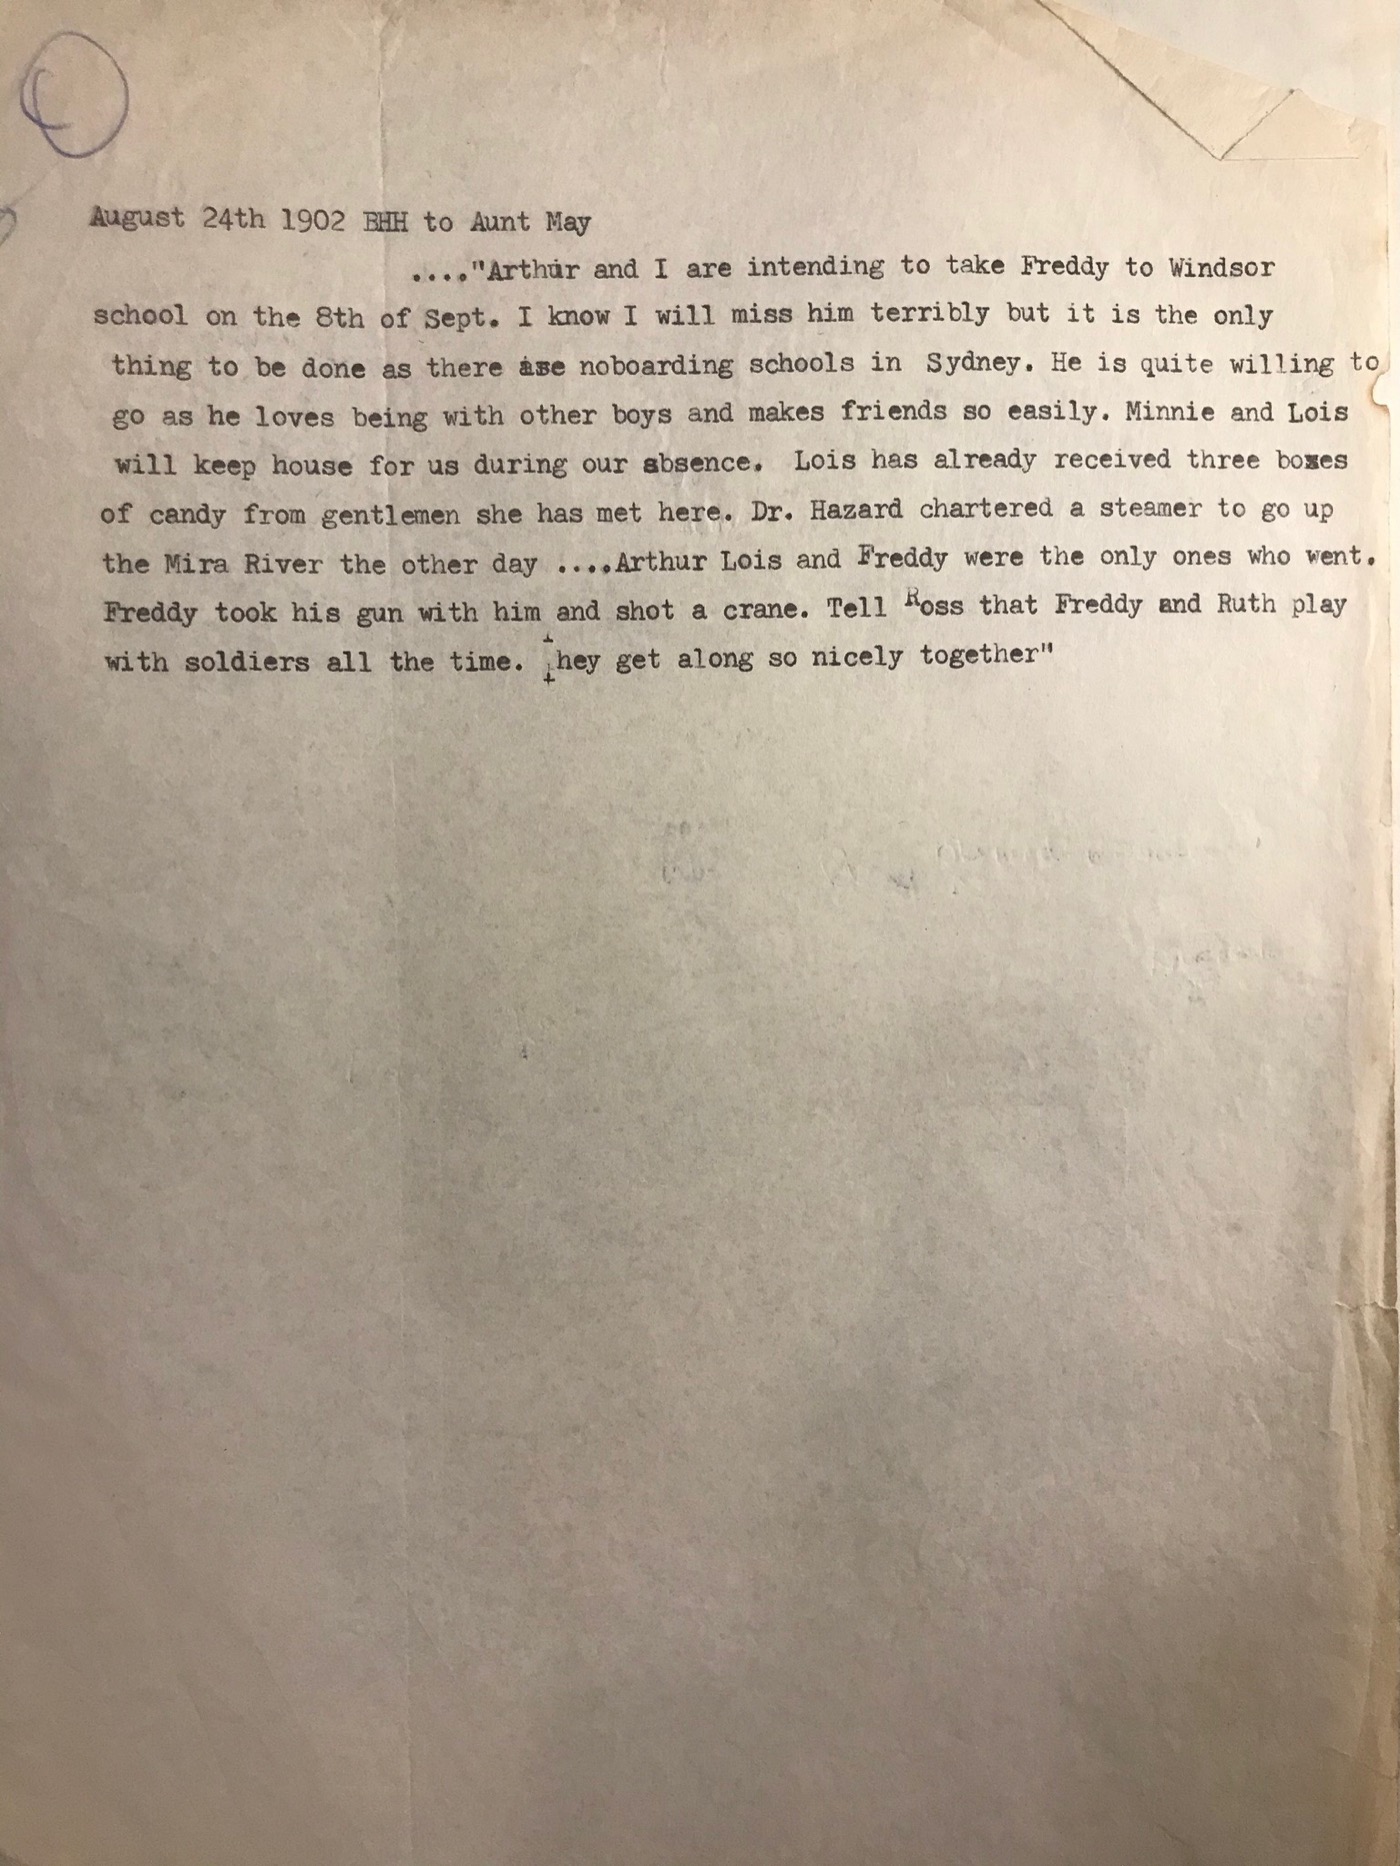 August 24th 1902 BHH to Aunt May
...."Arthur and I are intending to take Freddy to Windsor
school on the 8th of Sept. I know I will miss him terribly but it is the only
thing to be done as there are noboarding schools in Sydney. He is quite willing to
go as he loves being with other boys and makes friends so easily. Minnie and Lois
will keep house for us during our absence. Lois has already received three boxes
of candy from gentlemen she has met here. Dr. Hazard chartered a steamer to go up
the Mira River the other day ....Arthur Lois and Freddy were the only ones who went.
Freddy took his gun with him and shot a crane. Tell Ross that Freddy and Ruth play
with soldiers all the time. They get along so nicely together"